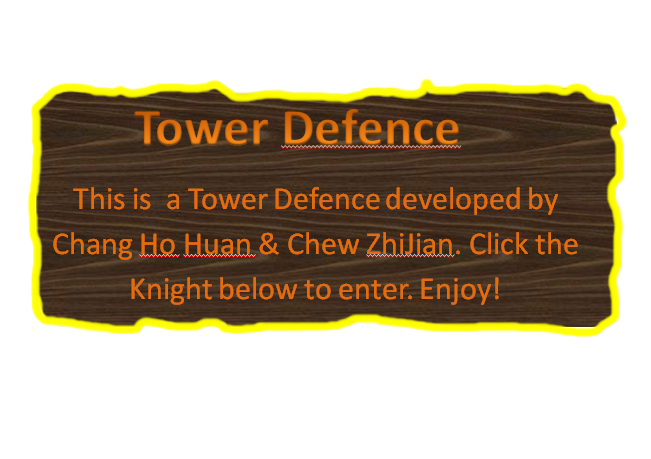 Tower Defence
This is a Tower Defence developed by
Chang Ho Huan & Chew ZhiJian. Click the
Knight below to enter. Enjoy!